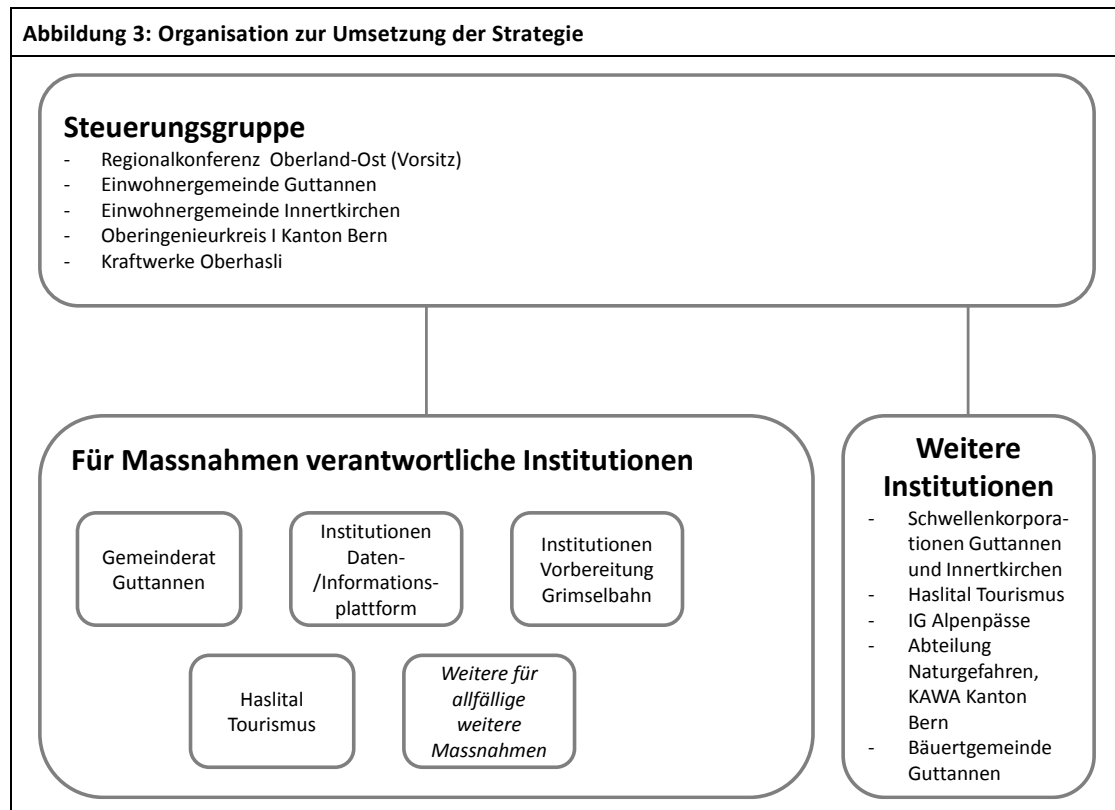 Abbildung 3: Organisation zur Umsetzung der Strategie
Steuerungsgruppe
- Regionalkonferenz Oberland-Ost (Vorsitz)
- Einwohnergemeinde Guttannen
- Einwohnergemeinde Innertkirchen
- Oberingenieurkreis I Kanton Bern
- Kraftwerke Oberhasli
Für Massnahmen verantwortliche Institutionen
Gemeinderat
Guttannen
Institutionen
Daten-
/Informations-
plattform
Institutionen
Vorbereitung
Grimselbahn
Haslital
Tourismus
Weitere für
allfällige
weitere
Massnahmen
Weitere
Institutionen
- Schwellenkorpora-
tionen Guttannen
und Innertkirchen
- Haslital Tourismus
- IG Alpenpässe
- Abteilung
Naturgefahren,
KAWA Kanton
Bern
- Bäuertgemeinde
Guttannen